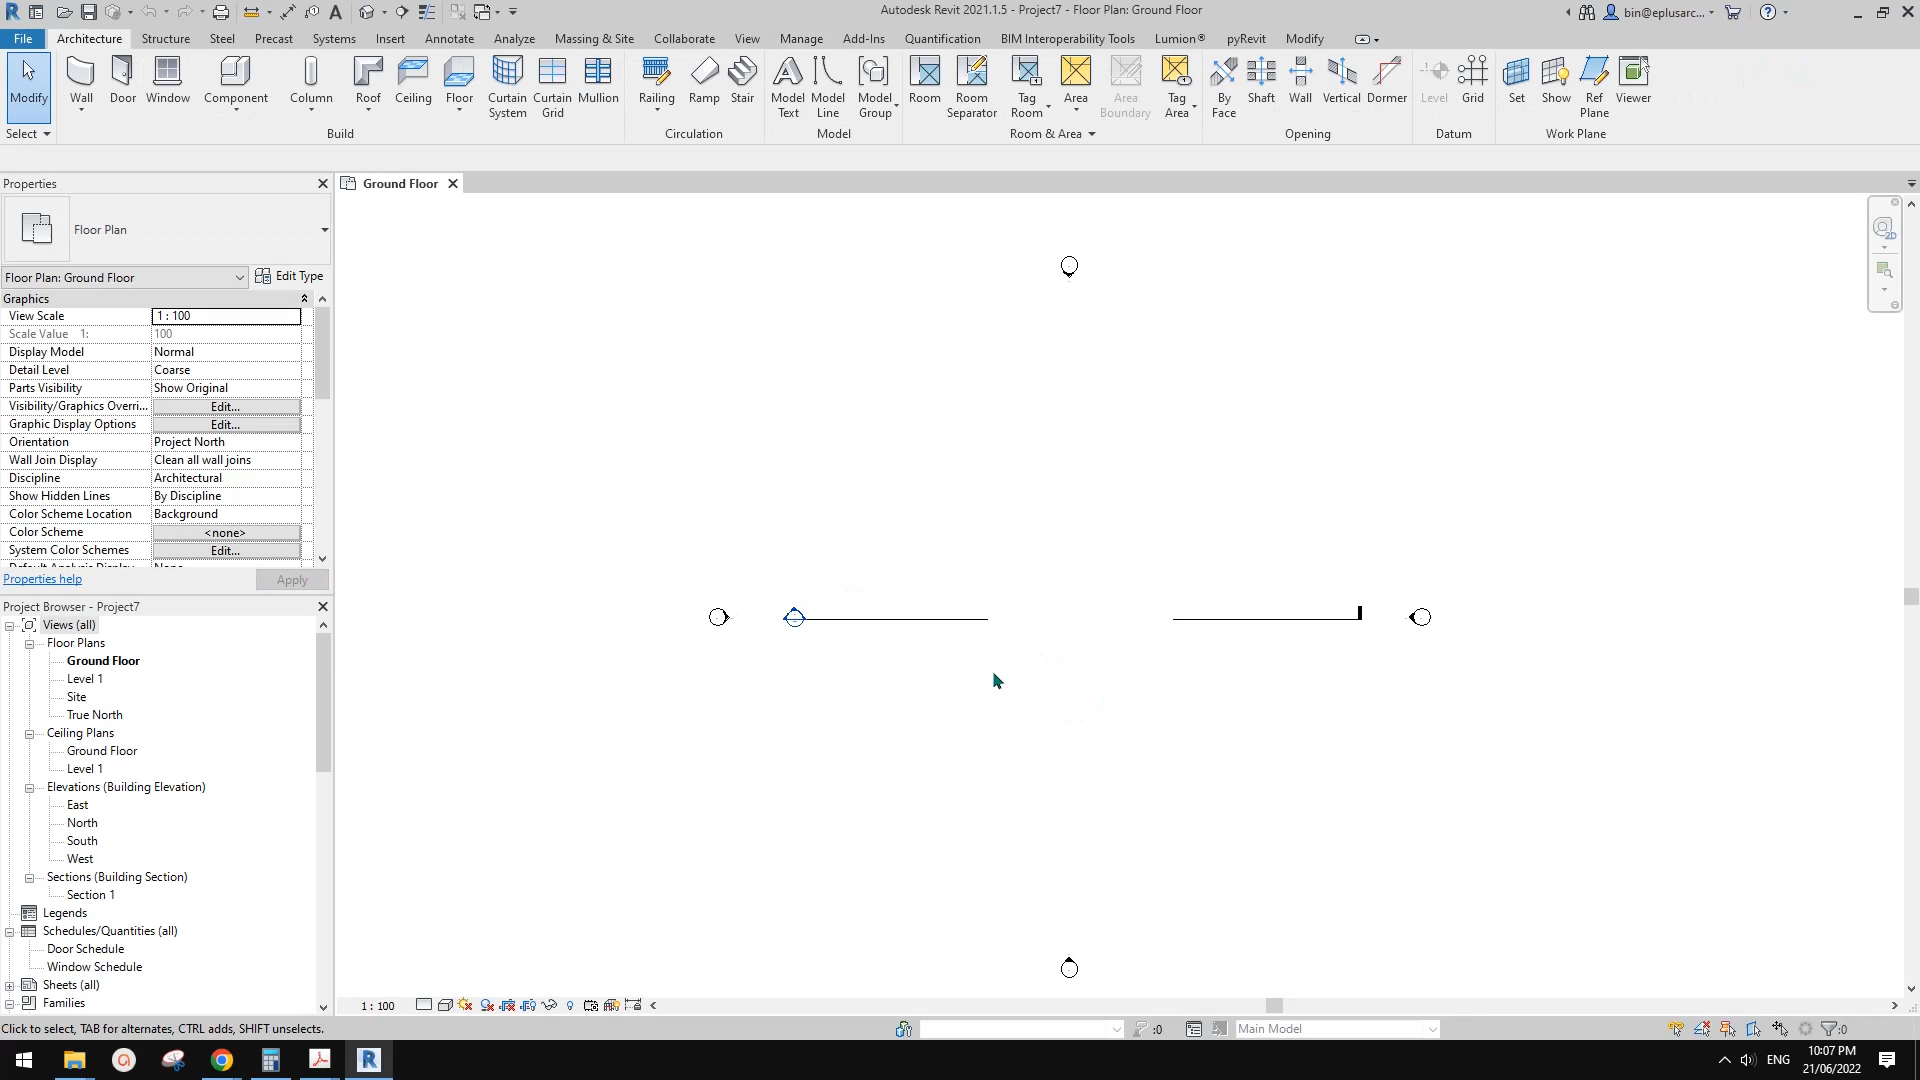 Autodesk Revit 2021.1.5 - Project7 - Floor Plan: Ground Floor
bin@eplusarc...
File Architecture Structure Steel Precast Systems Insert Annotate Analyze Massing & Site Collaborate View Manage Add-Ins Quantification BIM Interoperability Tools Lumion® pyRevit Modify
Modify Wall Door Window Component Column Roof Ceiling Floor Curtain System Curtain Grid Mullion Railing Ramp Stair Model Text Model Line Model Group Room Room Separator Tag Room Area Area Boundary Tag Area By Face Shaft Wall Vertical Dormer Level Grid Set Show Ref Plane Viewer
Select Build Circulation Model Room & Area Opening Datum Work Plane
Properties
Ground Floor
Floor Plan
Floor Plan: Ground Floor Edit Type
Graphics
View Scale 1 : 100
Scale Value 1: 100
Display Model Normal
Detail Level Coarse
Parts Visibility Show Original
Visibility/Graphics Overri... Edit...
Graphic Display Options Edit...
Orientation Project North
Wall Join Display Clean all wall joins
Discipline Architectural
Show Hidden Lines By Discipline
Color Scheme Location Background
Color Scheme <none>
System Color Schemes Edit...
Properties help Apply
Project Browser - Project7
Views (all)
Floor Plans
Ground Floor
Level 1
Site
True North
Ceiling Plans
Ground Floor
Level 1
Elevations (Building Elevation)
East
North
South
West
Sections (Building Section)
Section 1
Legends
Schedules/Quantities (all)
Door Schedule
Window Schedule
Sheets (all)
Families
1 : 100
Click to select, TAB for alternates, CTRL adds, SHIFT unselects.
:0 Main Model :0
ENG
10:07 PM
21/06/2022
2D